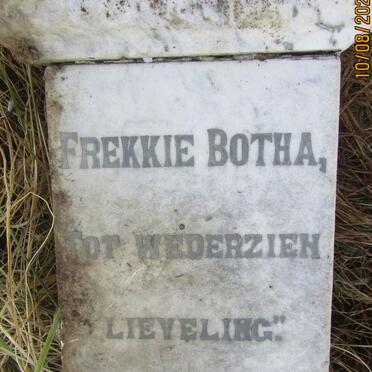 FREKKIE BOTHA,
TOT WEDERZIEN
LIEVELING."
10/08/202